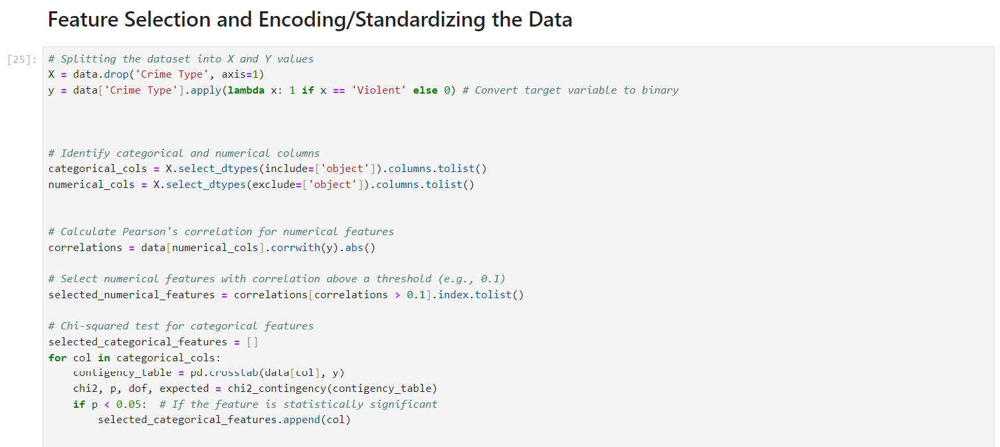 Feature Selection and Encoding/Standardizing the Data
[25]:
# Splitting the dataset into X and Y values
X = data.drop('Crime Type', axis=1)
y = data['Crime Type'].apply(lambda x: 1 if x == 'Violent' else 0) # Convert target variable to binary
# Identify categorical and numerical columns
categorical_cols = X.select_dtypes(include=['object']).columns.tolist()
numerical_cols = X.select_dtypes(exclude=['object']).columns.tolist()
# Calculate Pearson's correlation for numerical features
correlations = data[numerical_cols].corrwith(y).abs()
# Select numerical features with correlation above a threshold (e.g., 0.1)
selected_numerical_features = correlations[correlations > 0.1].index.tolist()
# Chi-squared test for categorical features
selected_categorical_features = []
for col in categorical_cols:
    contigency_table = pd.crosstab(data[col], y)
    chi2, p, dof, expected = chi2_contingency(contigency_table)
    if p < 0.05:  # If the feature is statistically significant
        selected_categorical_features.append(col)